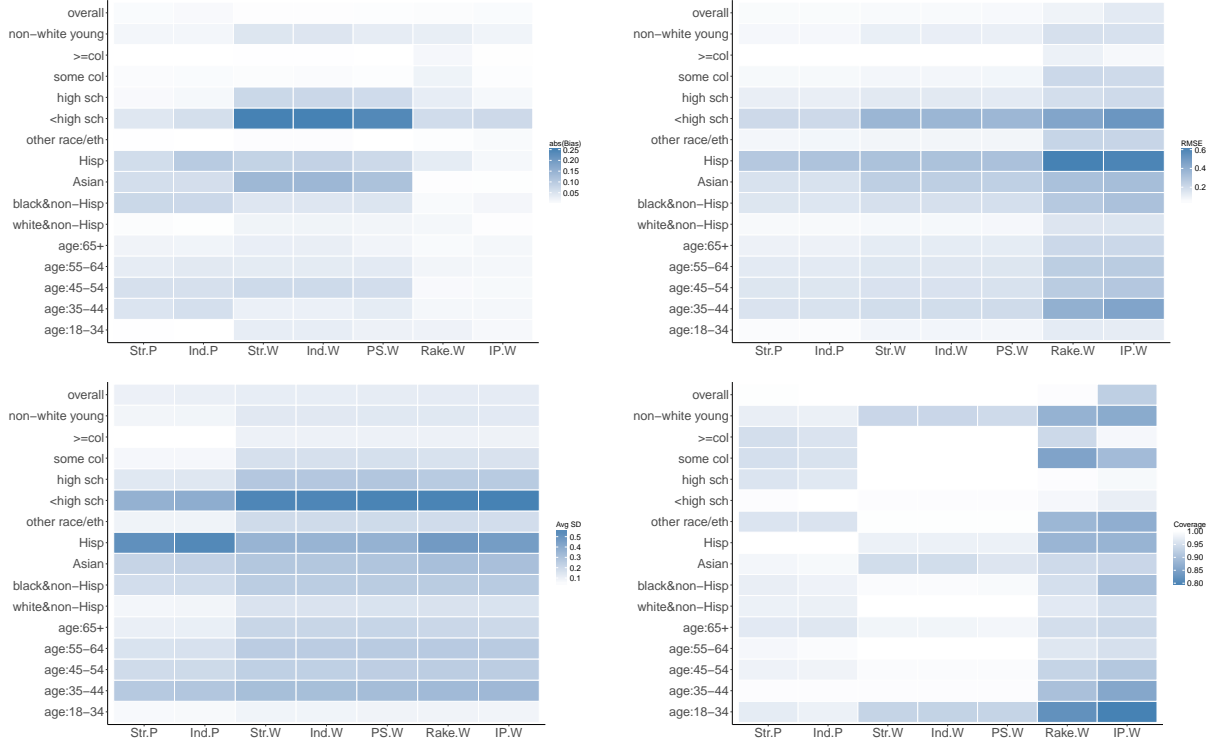 overall
non−white young
>=col
some col
high sch
<high sch
other race/eth
Hisp
Asian
black&non−Hisp
white&non−Hisp
age:65+
age:55−64
age:45−54
age:35−44
age:18−34
Str.P Ind.P Str.W Ind.W PS.W Rake.W IP.W
abs(Bias)
0.25
0.20
0.15
0.10
0.05
overall
non−white young
>=col
some col
high sch
<high sch
other race/eth
Hisp
Asian
black&non−Hisp
white&non−Hisp
age:65+
age:55−64
age:45−54
age:35−44
age:18−34
Str.P Ind.P Str.W Ind.W PS.W Rake.W IP.W
RMSE
0.6
0.4
0.2
overall
non−white young
>=col
some col
high sch
<high sch
other race/eth
Hisp
Asian
black&non−Hisp
white&non−Hisp
age:65+
age:55−64
age:45−54
age:35−44
age:18−34
Str.P Ind.P Str.W Ind.W PS.W Rake.W IP.W
Avg SD
0.5
0.4
0.3
0.2
0.1
overall
non−white young
>=col
some col
high sch
<high sch
other race/eth
Hisp
Asian
black&non−Hisp
white&non−Hisp
age:65+
age:55−64
age:45−54
age:35−44
age:18−34
Str.P Ind.P Str.W Ind.W PS.W Rake.W IP.W
Coverage
1.00
0.95
0.90
0.85
0.80